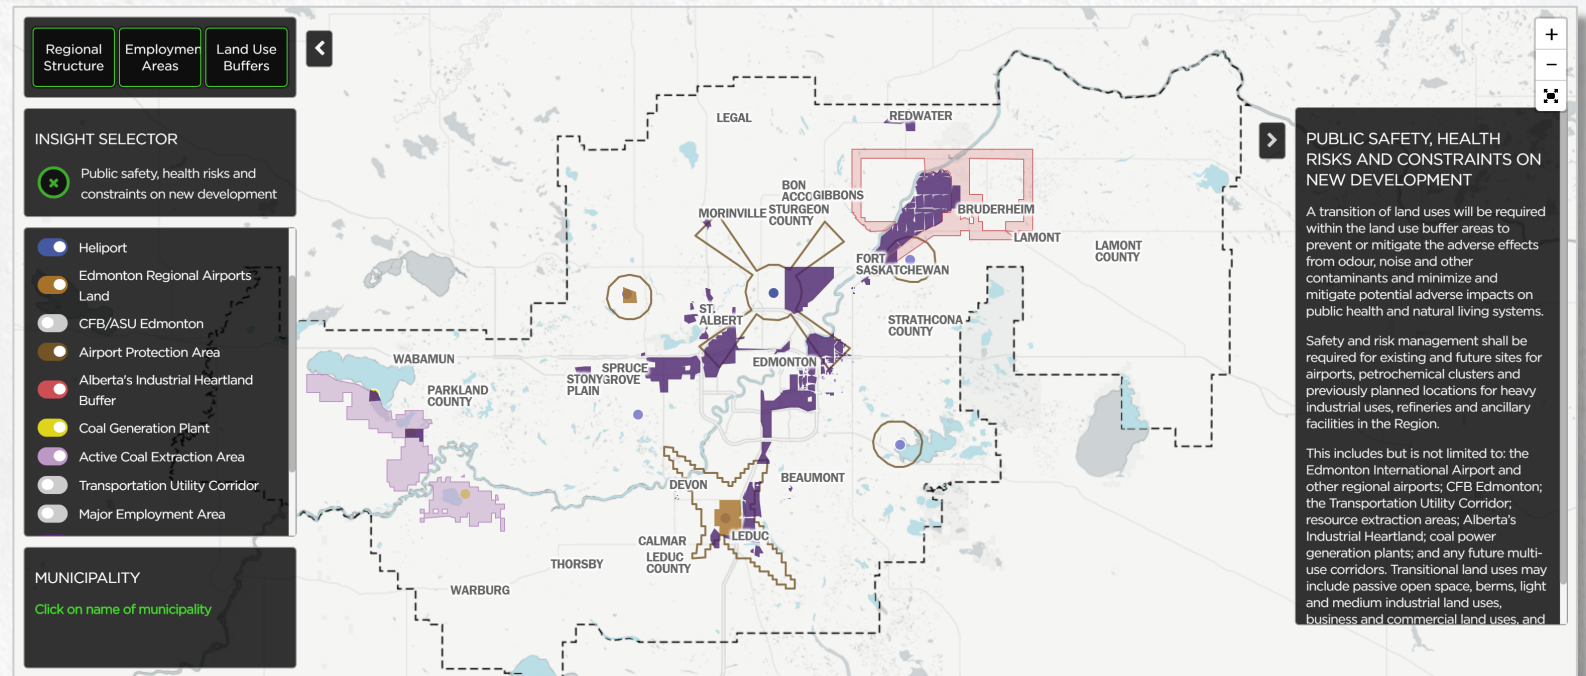 Regional
Structure
Employmen
Areas
Land Use
Buffers
INSIGHT SELECTOR
Public safety, health risks and
constraints on new development
Heliport
Edmonton Regional Airports
Land
CFB/ASU Edmonton
Airport Protection Area
Alberta's Industrial Heartland
Buffer
Coal Generation Plant
Active Coal Extraction Area
Transportation Utility Corridor
Major Employment Area
MUNICIPALITY
Click on name of municipality
LEGAL
REDWATER
BON
ACCO
GIBBONS
MORINVILLE
STURGEON
COUNTY
BRUDERHEIM
LAMONT
LAMONT
COUNTY
FORT
SASKATCHEWAN
ST.
ALBERT
STRATHCONA
COUNTY
WABAMUN
EDMONTON
SPRUCE
GROVE
STONY
PLAIN
PARKLAND
COUNTY
DEVON
BEAUMONT
CALMAR
LEDUC
LEDUC
COUNTY
THORSBY
WARBURG
+
−
PUBLIC SAFETY, HEALTH
RISKS AND CONSTRAINTS ON
NEW DEVELOPMENT
A transition of land uses will be required
within the land use buffer areas to
prevent or mitigate the adverse effects
from odour, noise and other
contaminants and minimize and
mitigate potential adverse impacts on
public health and natural living systems.
Safety and risk management shall be
required for existing and future sites for
airports, petrochemical clusters and
previously planned locations for heavy
industrial uses, refineries and ancillary
facilities in the Region.
This includes but is not limited to: the
Edmonton International Airport and
other regional airports; CFB Edmonton;
the Transportation Utility Corridor;
resource extraction areas; Alberta's
Industrial Heartland; coal power
generation plants; and any future multi-
use corridors. Transitional land uses may
include passive open space, berms, light
and medium industrial land uses,
business and commercial land uses, and